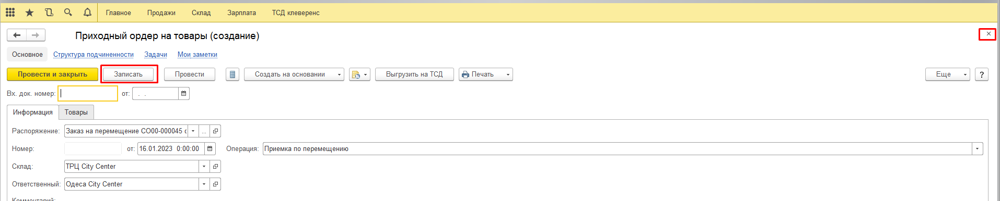 Главное Продажи Склад Зарплата ТСД клеверенс
Приходный ордер на товары (создание)
Основное Структура подчиненности Задачи Мои заметки
Провести и закрыть Записать Провести Создать на основании Выгрузить на ТСД Печать Еще ?
Вх. док. номер: от: . .
Информация Товары
Распоряжение: Заказ на перемещение СО00-000045 с ...
Номер: от: 16.01.2023 0:00:00 Операция: Приемка по перемещению
Склад: ТРЦ City Center
Ответственный: Одеса City Center
Комментарий: